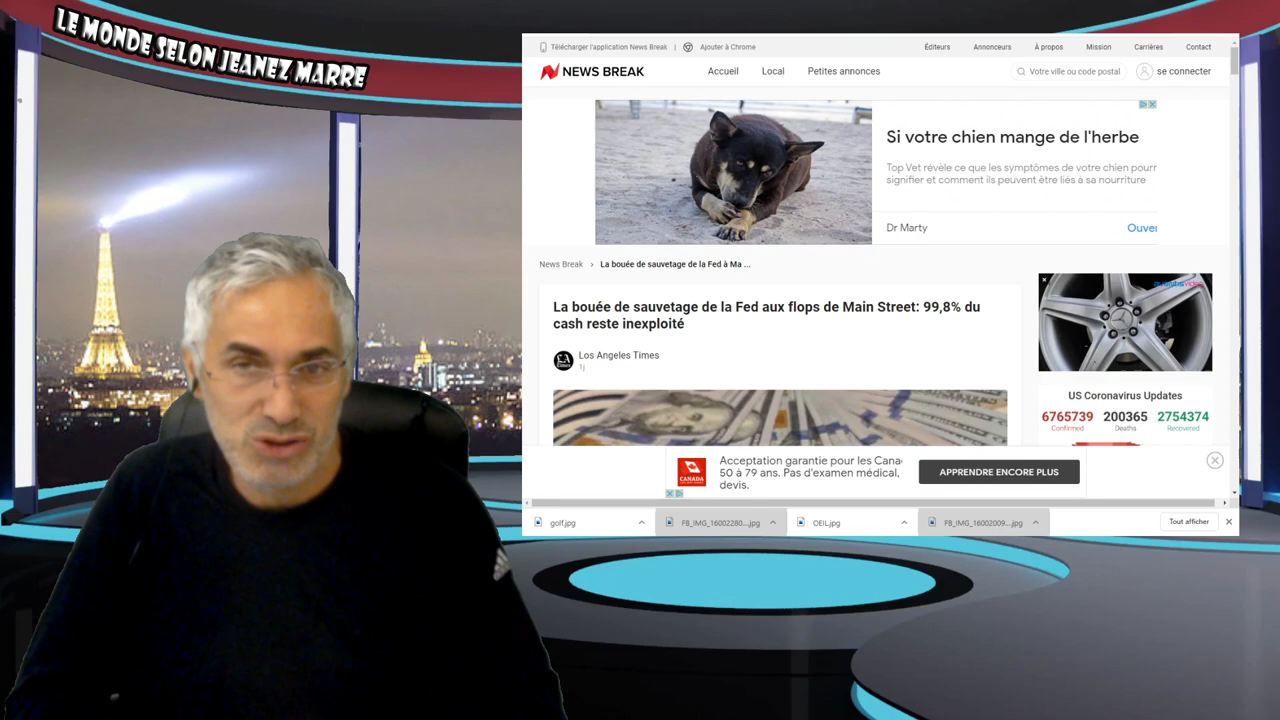 LE MONDE SELON JEANEZ MARRE
Télécharger l'application News Break | Ajouter à Chrome
Éditeurs Annonceurs À propos Mission Carrières Contact
NEWS BREAK
Accueil Local Petites annonces
Votre ville ou code postal
se connecter
Si votre chien mange de l'herbe
Top Vet révèle ce que les symptômes de votre chien pourr
signifier et comment ils peuvent être liés à sa nourriture
Dr Marty
Ouver
News Break > La bouée de sauvetage de la Fed à Ma ...
La bouée de sauvetage de la Fed aux flops de Main Street: 99,8% du
cash reste inexploité
Los Angeles Times
1j
US Coronavirus Updates
6765739 200365 2754374
Confirmed Deaths Recovered
Acceptation garantie pour les Cana
50 à 79 ans. Pas d'examen médical,
devis.
CANADA
APPRENDRE ENCORE PLUS
golf.jpg
FB_IMG_16002280....jpg
OEIL.jpg
FB_IMG_16002009....jpg
Tout afficher